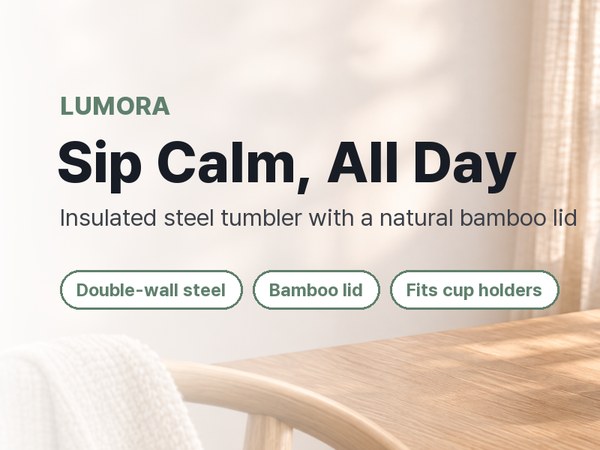 LUMORA
Sip Calm, All Day
Insulated steel tumbler with a natural bamboo lid
Double-wall steel
Bamboo lid
Fits cup holders